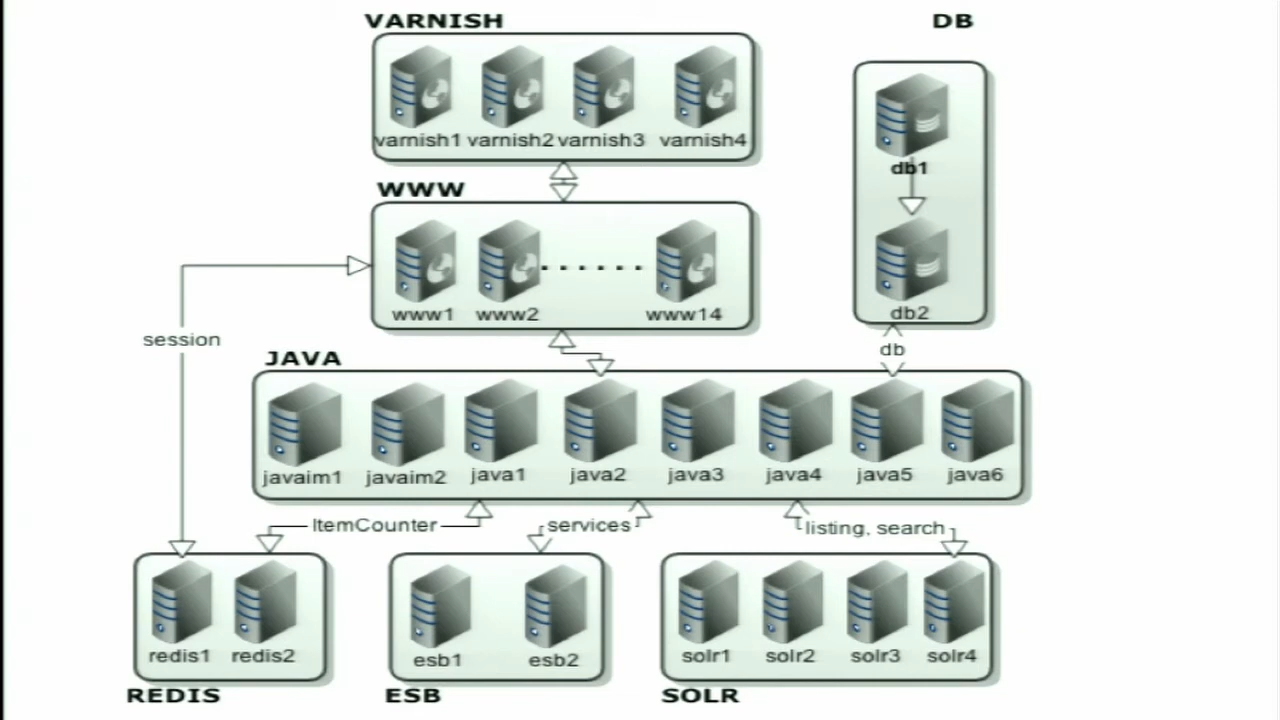 VARNISH
DB
varnish1 varnish2 varnish3 varnish4
db1
WWW
www1 www2 ...... www14
db2
session
db
JAVA
javaim1 javaim2 java1 java2 java3 java4 java5 java6
ItemCounter
services
listing, search
redis1 redis2
esb1 esb2
solr1 solr2 solr3 solr4
REDIS
ESB
SOLR